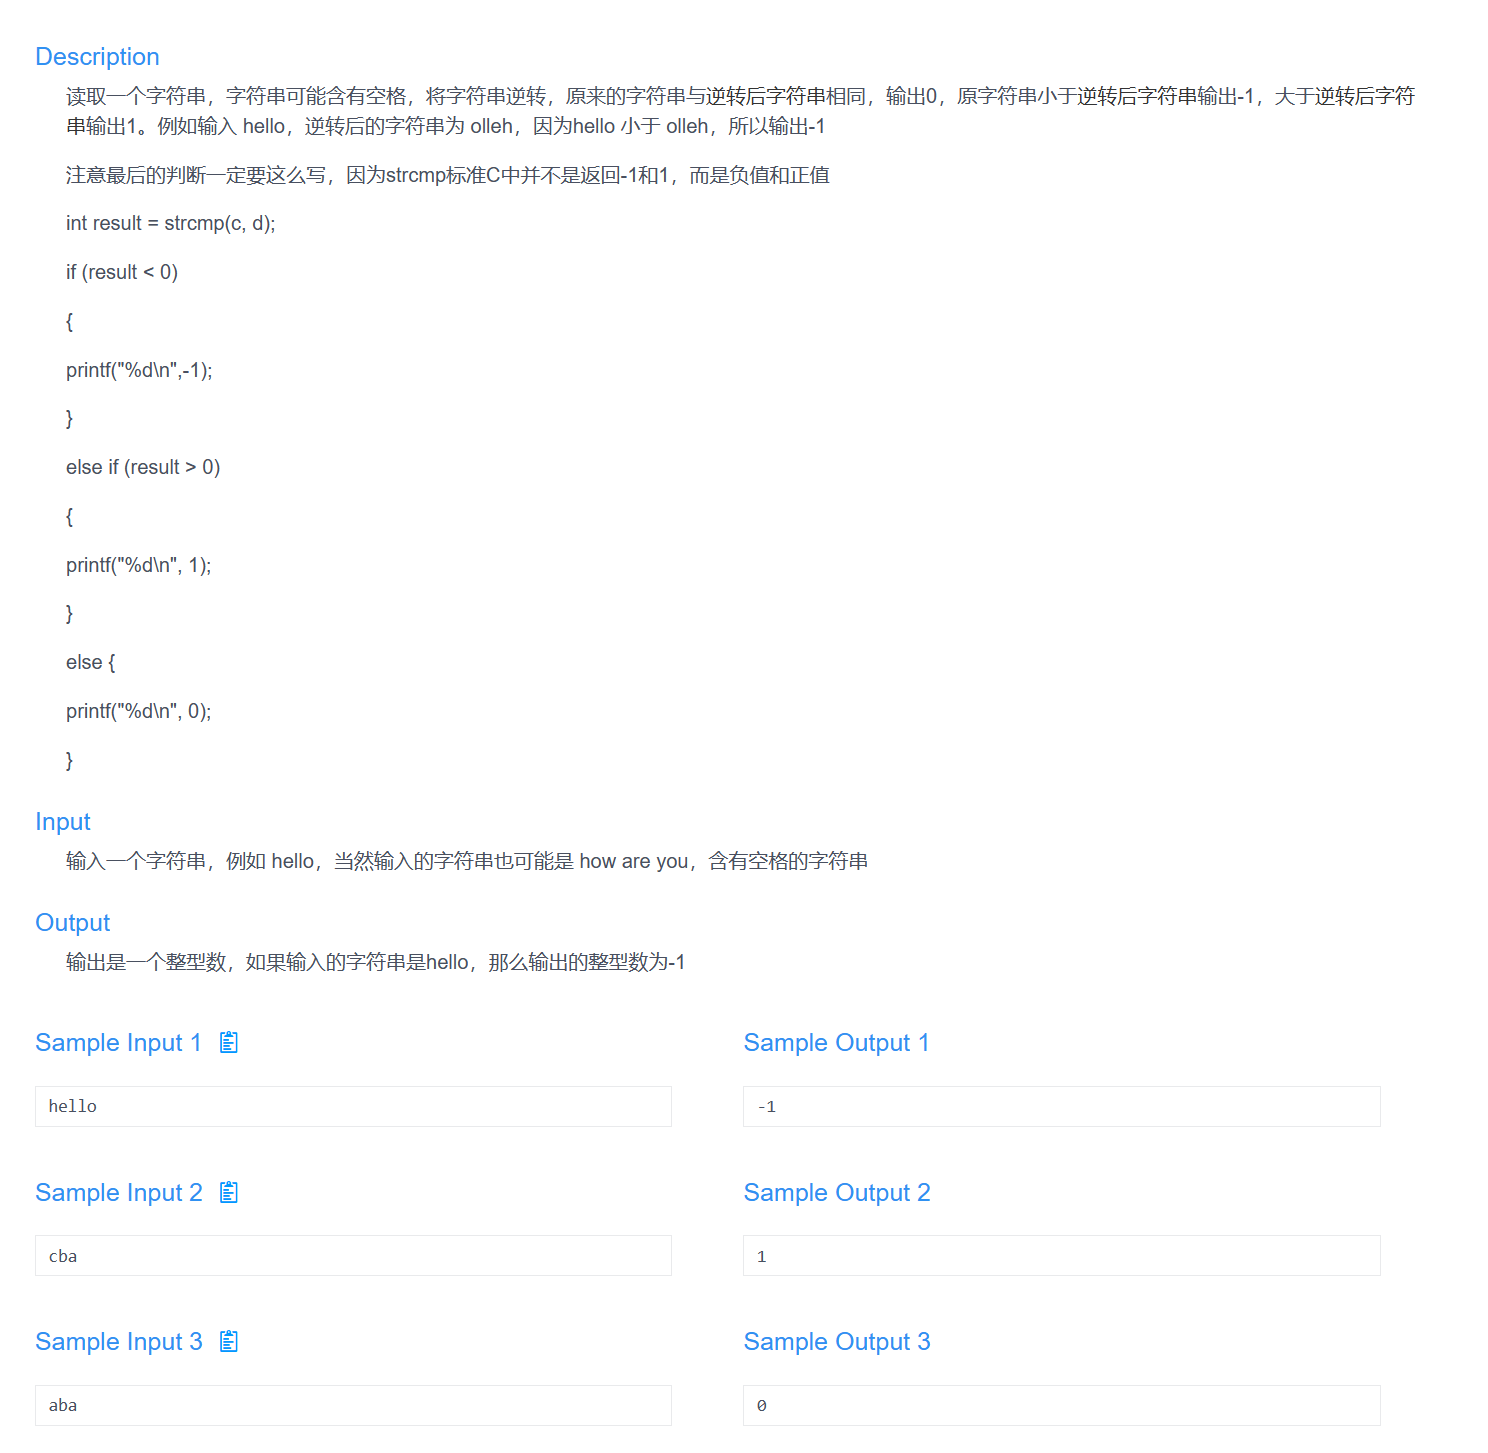 Description
读取一个字符串，字符串可能含有空格，将字符串逆转，原来的字符串与逆转后字符串相同，输出0，原字符串小于逆转后字符串输出-1，大于逆转后字符
串输出1。例如输入 hello，逆转后的字符串为 olleh，因为hello 小于 olleh，所以输出-1
注意最后的判断一定要这么写，因为strcmp标准C中并不是返回-1和1，而是负值和正值
int result = strcmp(c, d);
if (result < 0)
{
printf("%d\n",-1);
}
else if (result > 0)
{
printf("%d\n", 1);
}
else {
printf("%d\n", 0);
}
Input
输入一个字符串，例如 hello，当然输入的字符串也可能是 how are you，含有空格的字符串
Output
输出是一个整型数，如果输入的字符串是hello，那么输出的整型数为-1
Sample Input 1
Sample Output 1
hello
-1
Sample Input 2
Sample Output 2
cba
1
Sample Input 3
Sample Output 3
aba
0